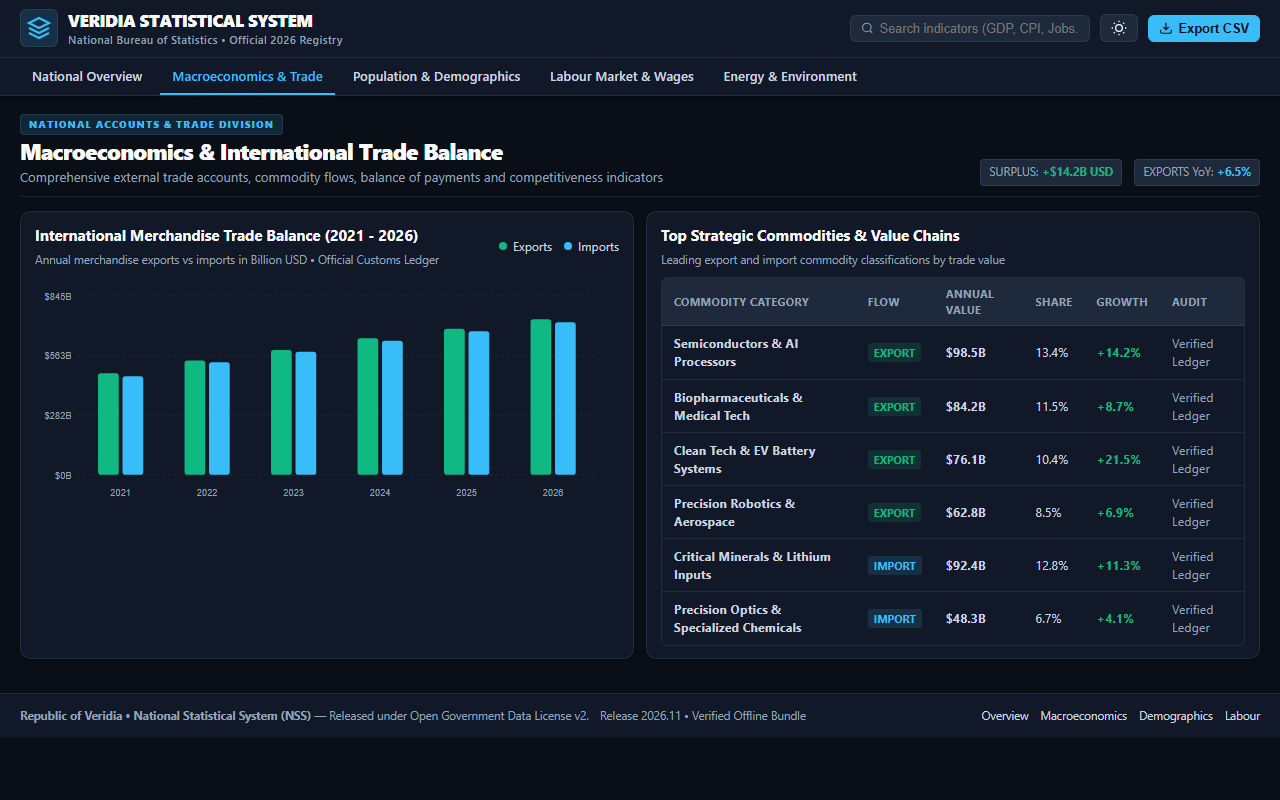 VERIDIA STATISTICAL SYSTEM
National Bureau of Statistics • Official 2026 Registry
Search indicators (GDP, CPI, Jobs.
Export CSV
National Overview
Macroeconomics & Trade
Population & Demographics
Labour Market & Wages
Energy & Environment
NATIONAL ACCOUNTS & TRADE DIVISION
Macroeconomics & International Trade Balance
Comprehensive external trade accounts, commodity flows, balance of payments and competitiveness indicators
SURPLUS: +$14.2B USD
EXPORTS YoY: +6.5%
International Merchandise Trade Balance (2021 - 2026)
Annual merchandise exports vs imports in Billion USD • Official Customs Ledger
Exports
Imports
$845B
$563B
$282B
$0B
2021
2022
2023
2024
2025
2026
Top Strategic Commodities & Value Chains
Leading export and import commodity classifications by trade value
COMMODITY CATEGORY
FLOW
ANNUAL
VALUE
SHARE
GROWTH
AUDIT
Semiconductors & AI
Processors
EXPORT
$98.5B
13.4%
+14.2%
Verified
Ledger
Biopharmaceuticals &
Medical Tech
EXPORT
$84.2B
11.5%
+8.7%
Verified
Ledger
Clean Tech & EV Battery
Systems
EXPORT
$76.1B
10.4%
+21.5%
Verified
Ledger
Precision Robotics &
Aerospace
EXPORT
$62.8B
8.5%
+6.9%
Verified
Ledger
Critical Minerals & Lithium
Inputs
IMPORT
$92.4B
12.8%
+11.3%
Verified
Ledger
Precision Optics &
Specialized Chemicals
IMPORT
$48.3B
6.7%
+4.1%
Verified
Ledger
Republic of Veridia • National Statistical System (NSS) — Released under Open Government Data License v2.
Release 2026.11 • Verified Offline Bundle
Overview
Macroeconomics
Demographics
Labour